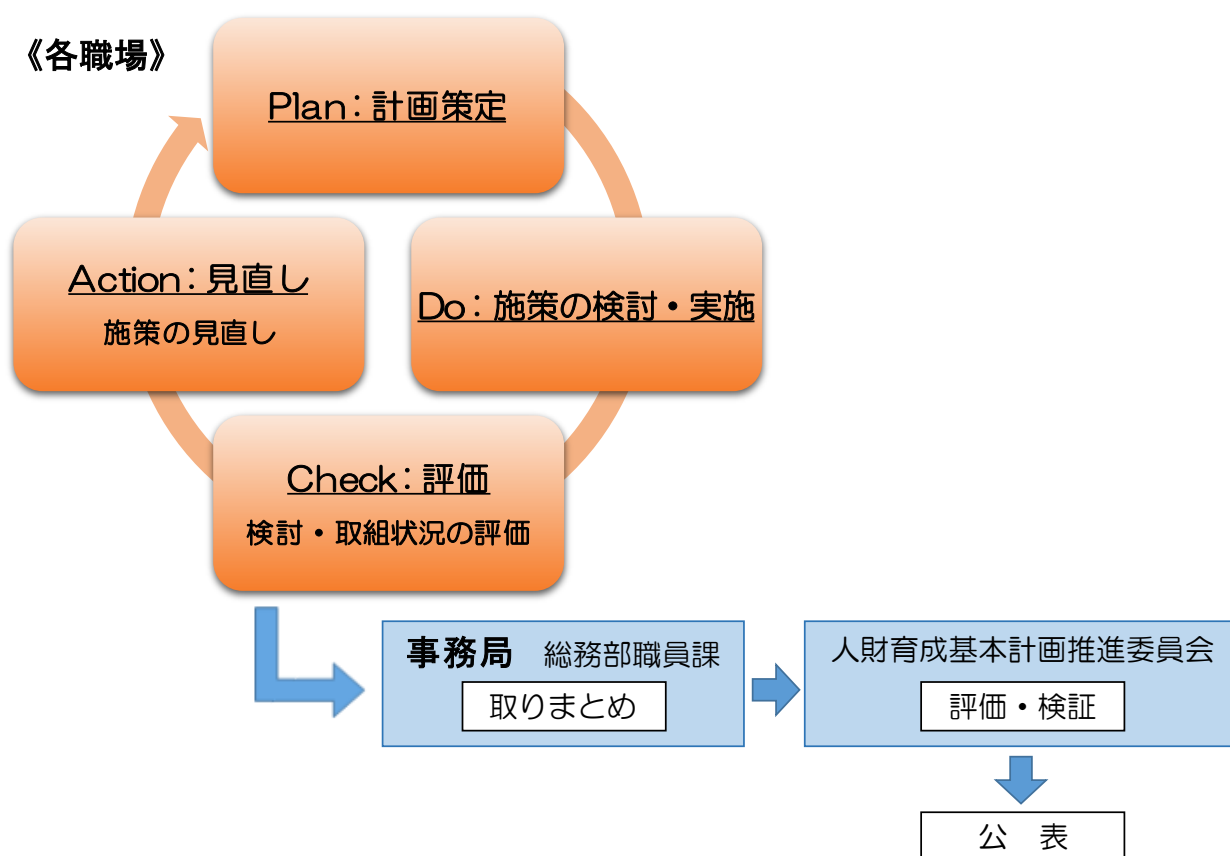 《各職場》
Plan：計画策定
Action：見直し
施策の見直し
Do：施策の検討・実施
Check：評価
検討・取組状況の評価
事務局　総務部職員課
取りまとめ
人財育成基本計画推進委員会
評価・検証
公　表